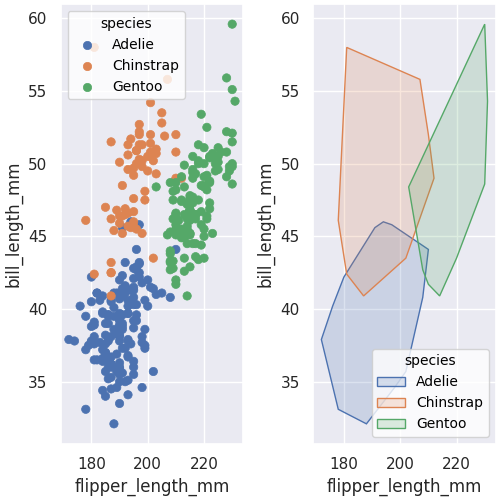 60
55
50
45
40
35
bill_length_mm
180
200
220
flipper_length_mm
species
Adelie
Chinstrap
Gentoo
60
55
50
45
40
35
bill_length_mm
180
200
220
flipper_length_mm
species
Adelie
Chinstrap
Gentoo